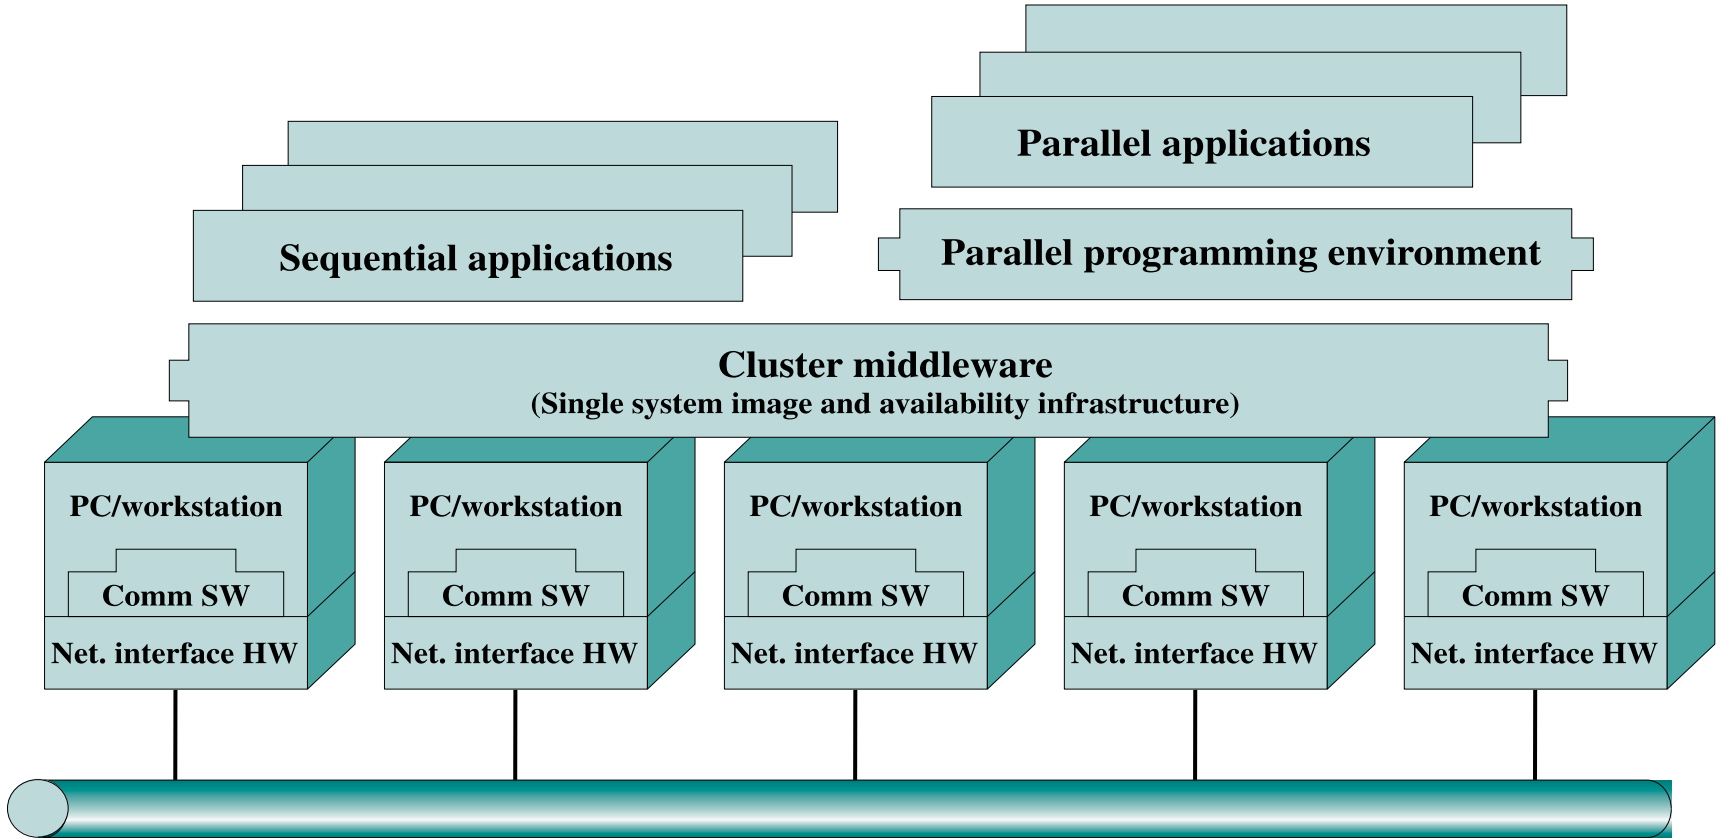 Parallel applications
Sequential applications
Parallel programming environment
Cluster middleware
(Single system image and availability infrastructure)
PC/workstation
PC/workstation
PC/workstation
PC/workstation
PC/workstation
Comm SW
Comm SW
Comm SW
Comm SW
Comm SW
Net. interface HW
Net. interface HW
Net. interface HW
Net. interface HW
Net. interface HW